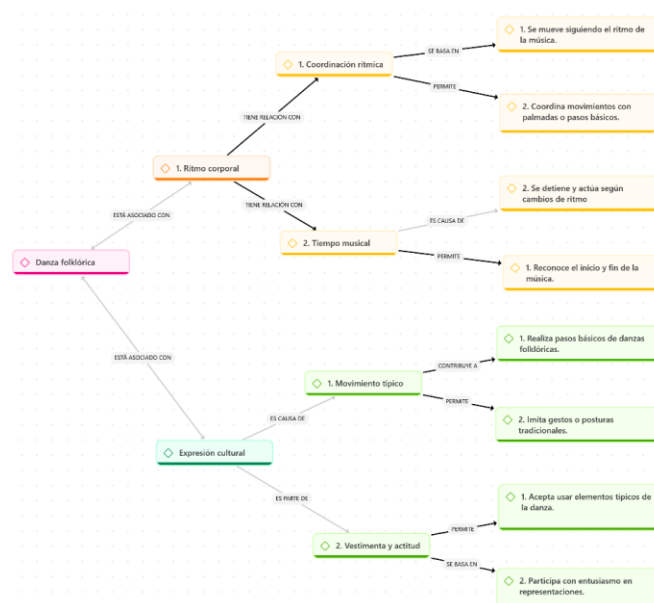 1. Se mueve siguiendo el ritmo de
la música.
SE BASA EN
1. Coordinación rítmica
PERMITE
2. Coordina movimientos con
palmadas o pasos básicos.
TIENE RELACIÓN CON
1. Ritmo corporal
TIENE RELACIÓN CON
2. Se detiene y actúa según
cambios de ritmo
ES CAUSA DE
2. Tiempo musical
PERMITE
1. Reconoce el inicio y fin de la
música.
ESTÁ ASOCIADO CON
Danza folklórica
ESTÁ ASOCIADO CON
1. Realiza pasos básicos de danzas
folklóricas.
CONTRIBUYE A
1. Movimiento típico
PERMITE
2. Imita gestos o posturas
tradicionales.
ES CAUSA DE
Expresión cultural
ES PARTE DE
1. Acepta usar elementos típicos de
la danza.
PERMITE
2. Vestimenta y actitud
SE BASA EN
2. Participa con entusiasmo en
representaciones.